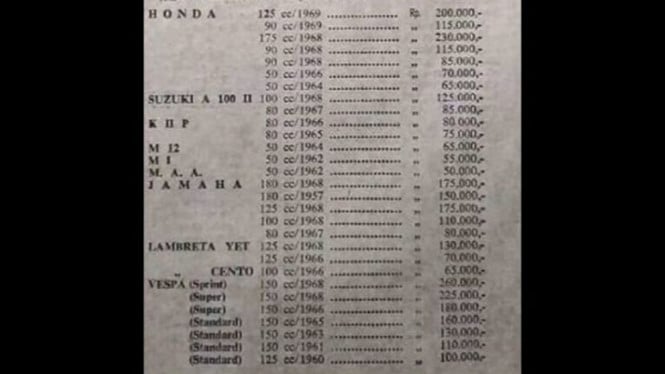 HONDA 125 cc/1969 .................. Rp. 200.000,-
90 cc/1969 .................. „ 115.000,-
175 cc/1968 .................. „ 230.000,-
90 cc/1968 .................. „ 115.000,-
90 cc/1968 .................. „ 85.000,-
50 cc/1966 .................. „ 70.000,-
50 cc/1964 .................. „ 65.000,-
SUZUKI A 100 II 100 cc/1968 .................. „ 125.000,-
80 cc/1967 .................. „ 85.000,-
K II P 80 cc/1966 .................. „ 80.000,-
80 cc/1965 .................. „ 75.000,-
M 12 50 cc/1964 .................. „ 65.000,-
M I 50 cc/1962 .................. „ 55.000,-
M. A. A. 50 cc/1962 .................. „ 50.000,-
JAMAHA 180 cc/1968 .................. „ 175.000,-
180 cc/1957 .................. „ 150.000,-
125 cc/1968 .................. „ 175.000,-
100 cc/1968 .................. „ 110.000,-
80 cc/1967 .................. „ 80.000,-
LAMBRETA YET 125 cc/1968 .................. „ 130.000,-
125 cc/1966 .................. „ 70.000,-
„ CENTO 100 cc/1966 .................. „ 65.000,-
VESPA (Sprint) 150 cc/1968 .................. „ 260.000,-
(Super) 150 cc/1968 .................. „ 225.000,-
(Super) 150 cc/1966 .................. „ 180.000,-
(Standard) 150 cc/1965 .................. „ 160.000,-
(Standard) 150 cc/1963 .................. „ 130.000,-
(Standard) 150 cc/1961 .................. „ 110.000,-
(Standard) 125 cc/1960 .................. „ 100.000,-